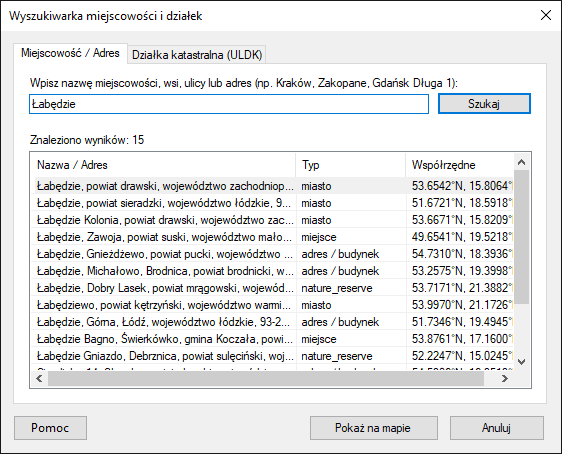 Wyszukiwarka miejscowości i działek
Miejscowość / Adres Działka katastralna (ULDK)
Wpisz nazwę miejscowości, wsi, ulicy lub adres (np. Kraków, Zakopane, Gdańsk Długa 1):
Łabędzie Szukaj
Znaleziono wyników: 15
Nazwa / Adres Typ Współrzędne
Łabędzie, powiat drawski, województwo zachodniop... miasto 53.6542°N, 15.8064°
Łabędzie, powiat sieradzki, województwo łódzkie, 9... miasto 51.6721°N, 18.5918°
Łabędzie Kolonia, powiat drawski, województwo zac... miasto 53.6671°N, 15.8209°
Łabędzie, Zawoja, powiat suski, województwo mało... miejsce 49.6541°N, 19.5218°
Łabędzie, Gnieżdżewo, powiat pucki, województwo ... adres / budynek 54.7310°N, 18.3936°
Łabędzie, Michałowo, Brodnica, powiat brodnicki, w... adres / budynek 53.2575°N, 19.3998°
Łabędzie, Dobry Lasek, powiat mrągowski, wojewód... nature_reserve 53.7171°N, 21.3882°
Łabędziewo, powiat kętrzyński, województwo warmi... miasto 53.9970°N, 21.1726°
Łabędzie, Górna, Łódź, województwo łódzkie, 93-2... adres / budynek 51.7346°N, 19.4945°
Łabędzie Bagno, Świerkówko, gmina Koczała, powi... miejsce 53.8761°N, 17.1600°
Łabędzie Gniazdo, Debrznica, powiat sulęciński, woj... nature_reserve 52.2247°N, 15.0245°
Pomoc Pokaż na mapie Anuluj